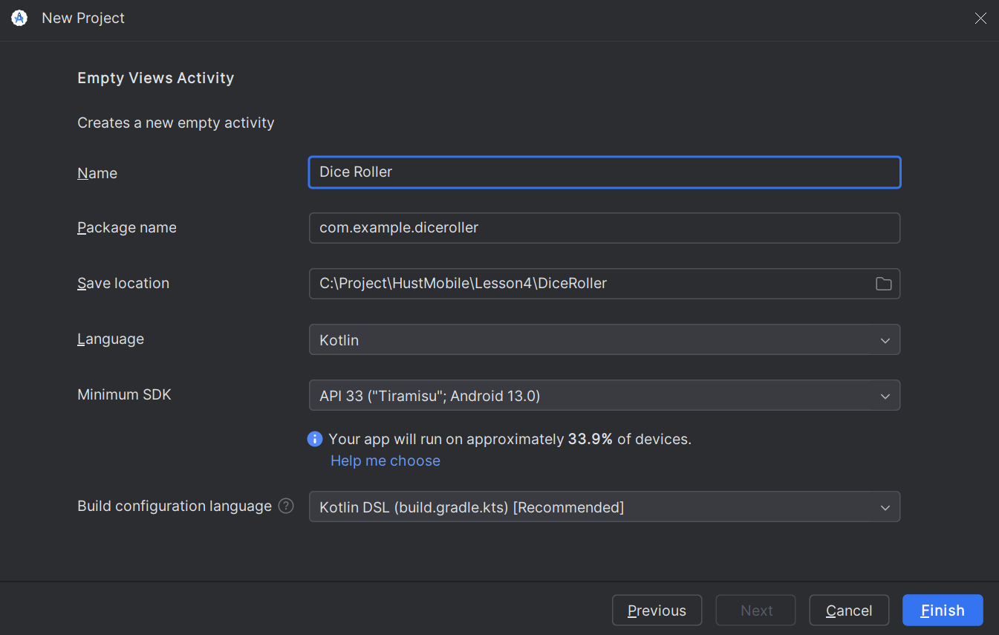 New Project
Empty Views Activity
Creates a new empty activity
Name
Dice Roller
Package name
com.example.diceroller
Save location
C:\Project\HustMobile\Lesson4\DiceRoller
Language
Kotlin
Minimum SDK
API 33 ("Tiramisu"; Android 13.0)
Your app will run on approximately 33.9% of devices.
Help me choose
Build configuration language
Kotlin DSL (build.gradle.kts) [Recommended]
Previous
Next
Cancel
Finish